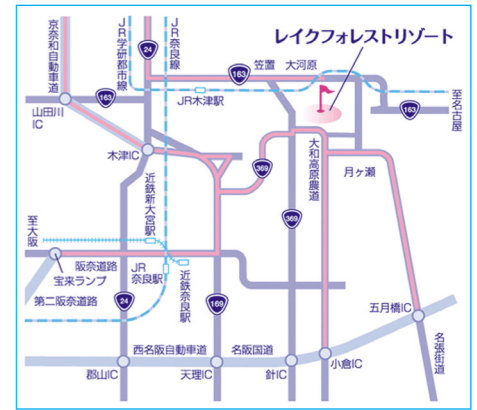 京奈和自動車道
JR学研都市線
JR奈良線
24
レイクフォレストリゾート
笠置
大河原
163
163
163
至名古屋
JR木津駅
山田川
IC
木津IC
369
大和高原農道
月ヶ瀬
近鉄新大宮駅
369
至大阪
阪奈道路
宝来ランプ
JR
奈良駅
近鉄奈良駅
第二阪奈道路
24
169
五月橋IC
西名阪自動車道
名阪国道
名張街道
郡山IC
天理IC
針IC
小倉IC